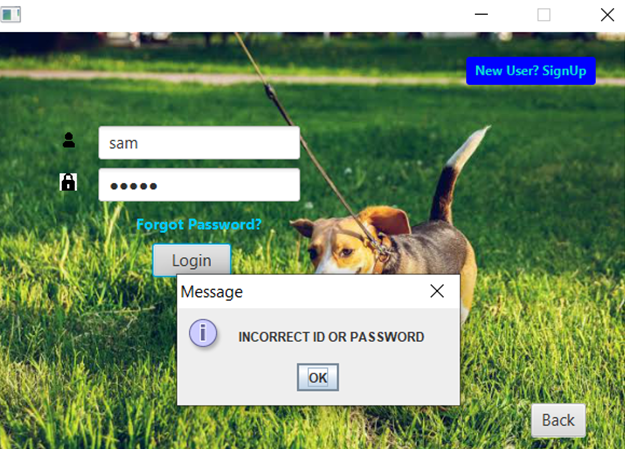 New User? SignUp
sam
●●●●●
Forgot Password?
Login
Message
INCORRECT ID OR PASSWORD
OK
Back